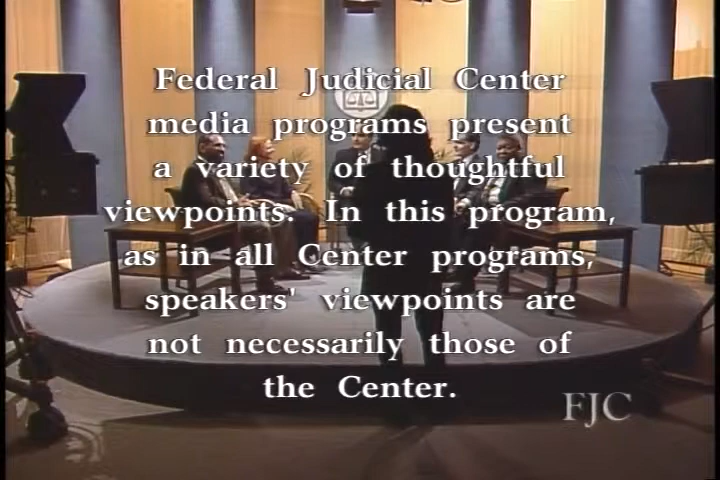 Federal Judicial Center
media programs present
a variety of thoughtful
viewpoints. In this program,
as in all Center programs,
speakers' viewpoints are
not necessarily those of
the Center.
FJC